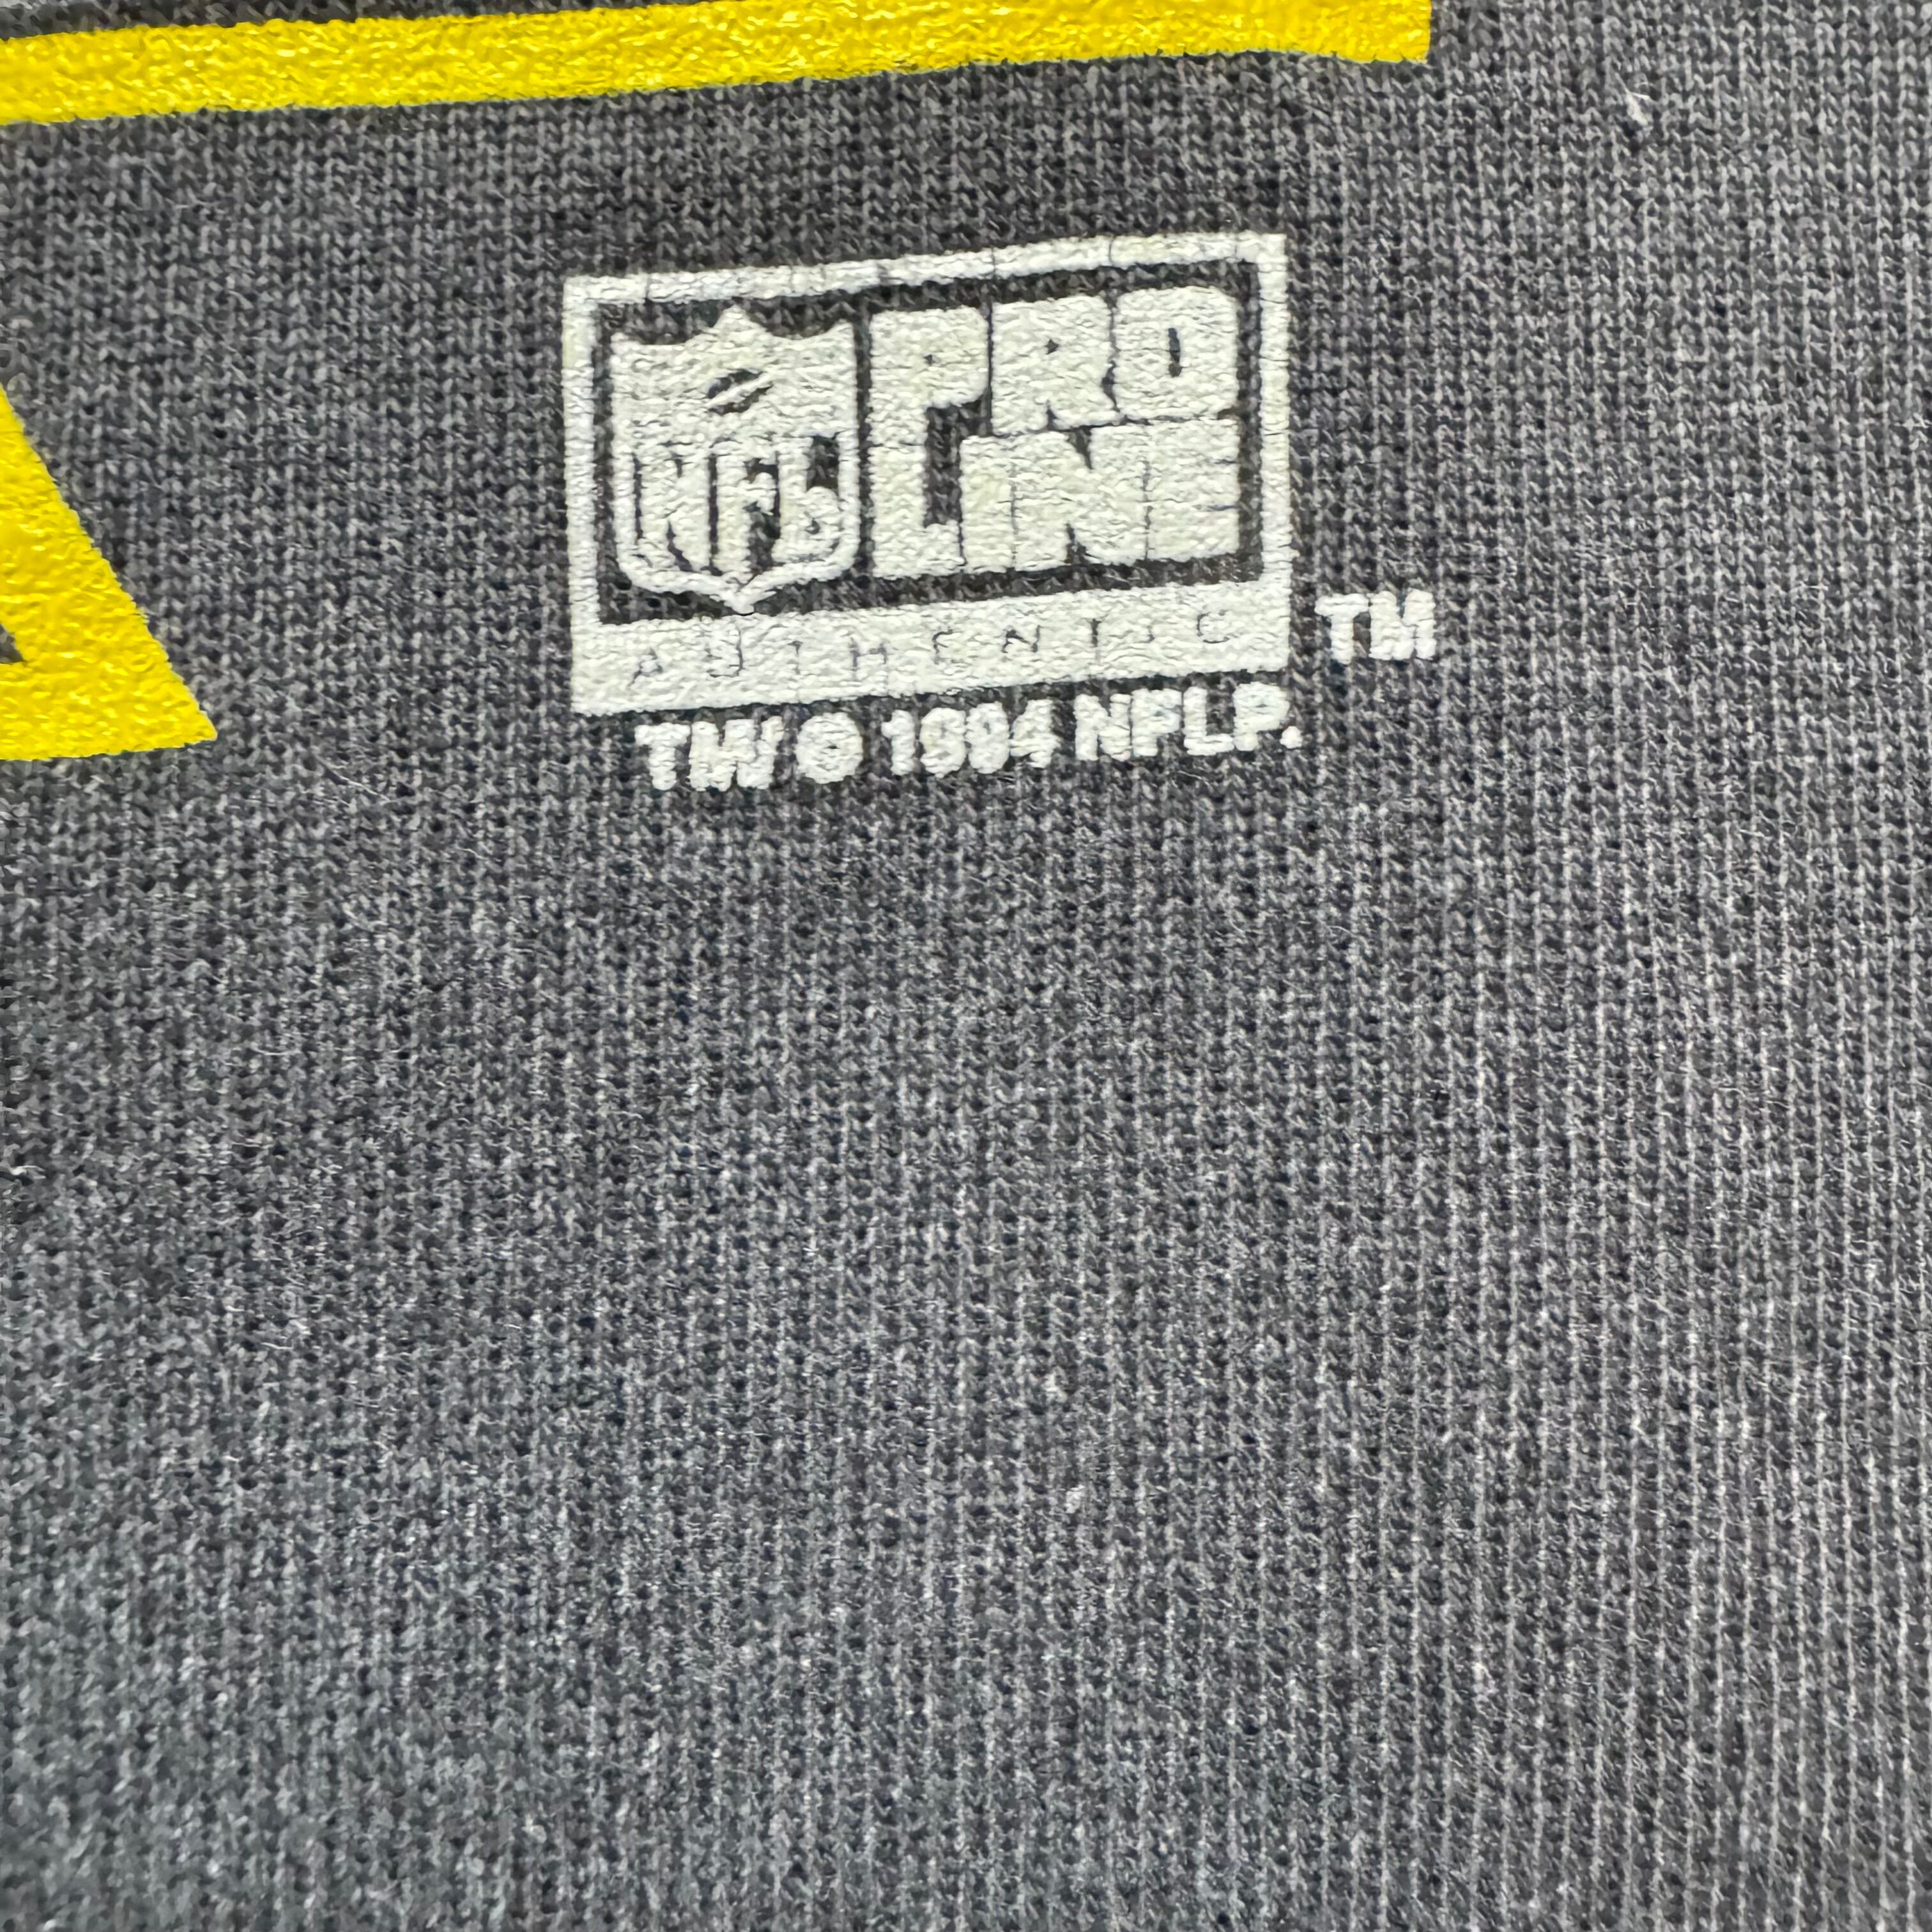 NFL PRO
LINE
AUTHENTIC TM
TM/© 1994 NFLP.